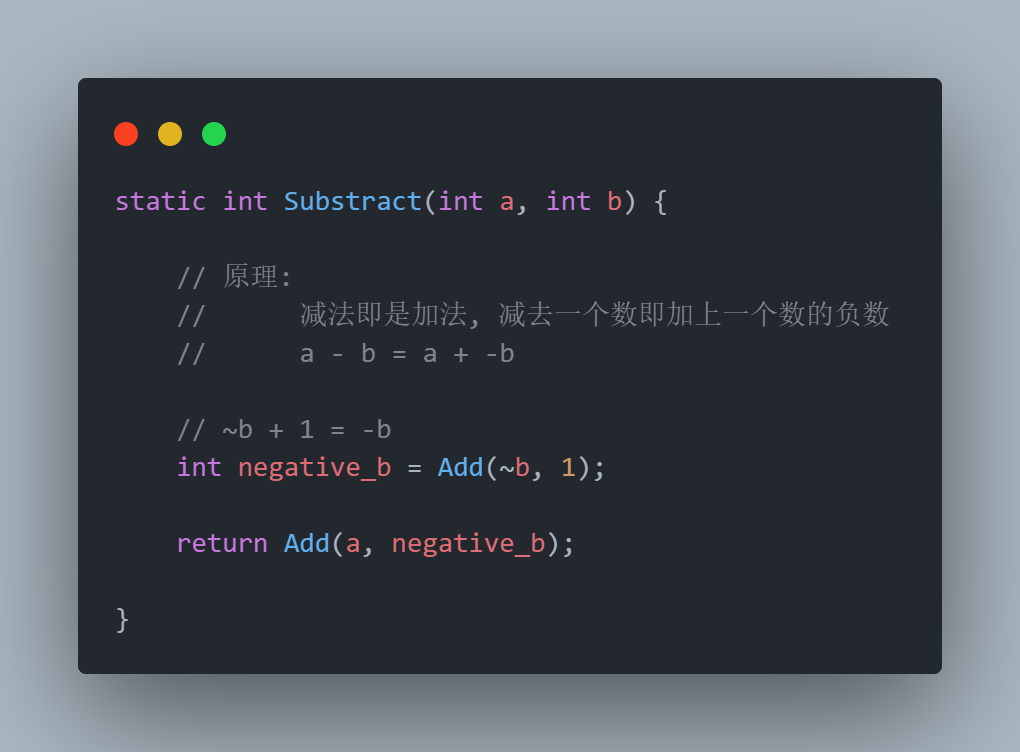 static int Substract(int a, int b) {
    // 原理:
    //      减法即是加法, 减去一个数即加上一个数的负数
    //      a - b = a + -b
    // ~b + 1 = -b
    int negative_b = Add(~b, 1);
    return Add(a, negative_b);
}